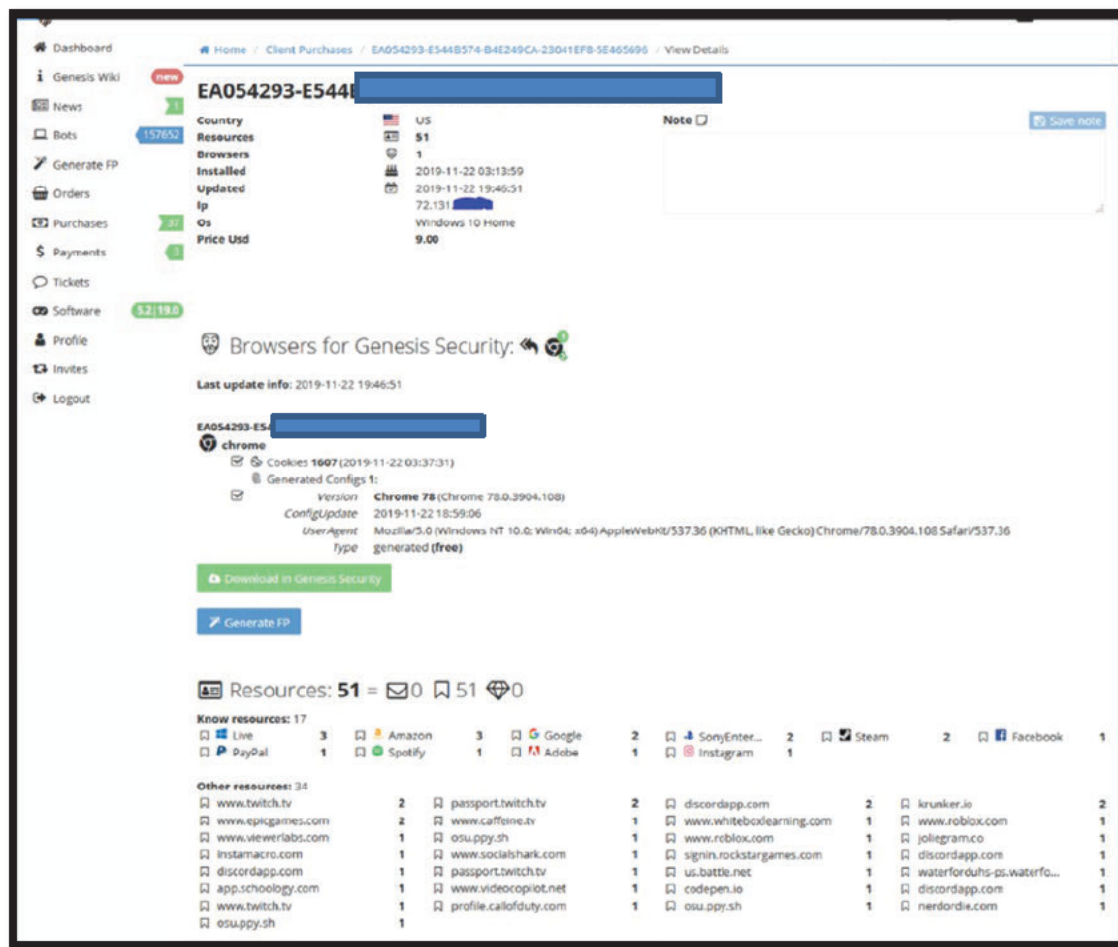 Dashboard
Genesis Wiki new
News 1
Bots 157652
Generate FP
Orders
Purchases 37
Payments 3
Tickets
Software 5.2|19.0
Profile
Invites
Logout
Home / Client Purchases / EA054293-E544B574-B4E249CA-23041EF8-5E465696 / View Details
EA054293-E544
Country US
Resources 51
Browsers 1
Installed 2019-11-22 03:13:59
Updated 2019-11-22 19:46:51
Ip 72.131
Os Windows 10 Home
Price Usd 9.00
Note
Save note
Browsers for Genesis Security:
Last update info: 2019-11-22 19:46:51
EA054293-E54
chrome
Cookies 1607 (2019-11-22 03:37:31)
Generated Configs 1:
Version Chrome 78 (Chrome 78.0.3904.108)
ConfigUpdate 2019-11-22 18:59:06
UserAgent Mozilla/5.0 (Windows NT 10.0; Win64; x64) AppleWebKit/537.36 (KHTML, like Gecko) Chrome/78.0.3904.108 Safari/537.36
Type generated (free)
Download in Genesis Security
Generate FP
Resources: 51 = 0 51 0
Know resources: 17
Live 3 Amazon 3 Google 2 SonyEnter... 2 Steam 2 Facebook 1
PayPal 1 Spotify 1 Adobe 1 Instagram 1
Other resources: 34
www.twitch.tv 2 passport.twitch.tv 2 discordapp.com 2 krunker.io 2
www.epicgames.com 2 www.caffeine.tv 1 www.whiteboxlearning.com 1 www.roblox.com 1
www.viewerlabs.com 1 osu.ppy.sh 1 www.roblox.com 1 joliegram.co 1
instamacro.com 1 www.socialshark.com 1 signin.rockstargames.com 1 discordapp.com 1
discordapp.com 1 passport.twitch.tv 1 us.battle.net 1 waterforduhs-ps.waterfo... 1
app.schoology.com 1 www.videocopilot.net 1 codepen.io 1 discordapp.com 1
www.twitch.tv 1 profile.callofduty.com 1 osu.ppy.sh 1 nerdordie.com 1
osu.ppy.sh 1